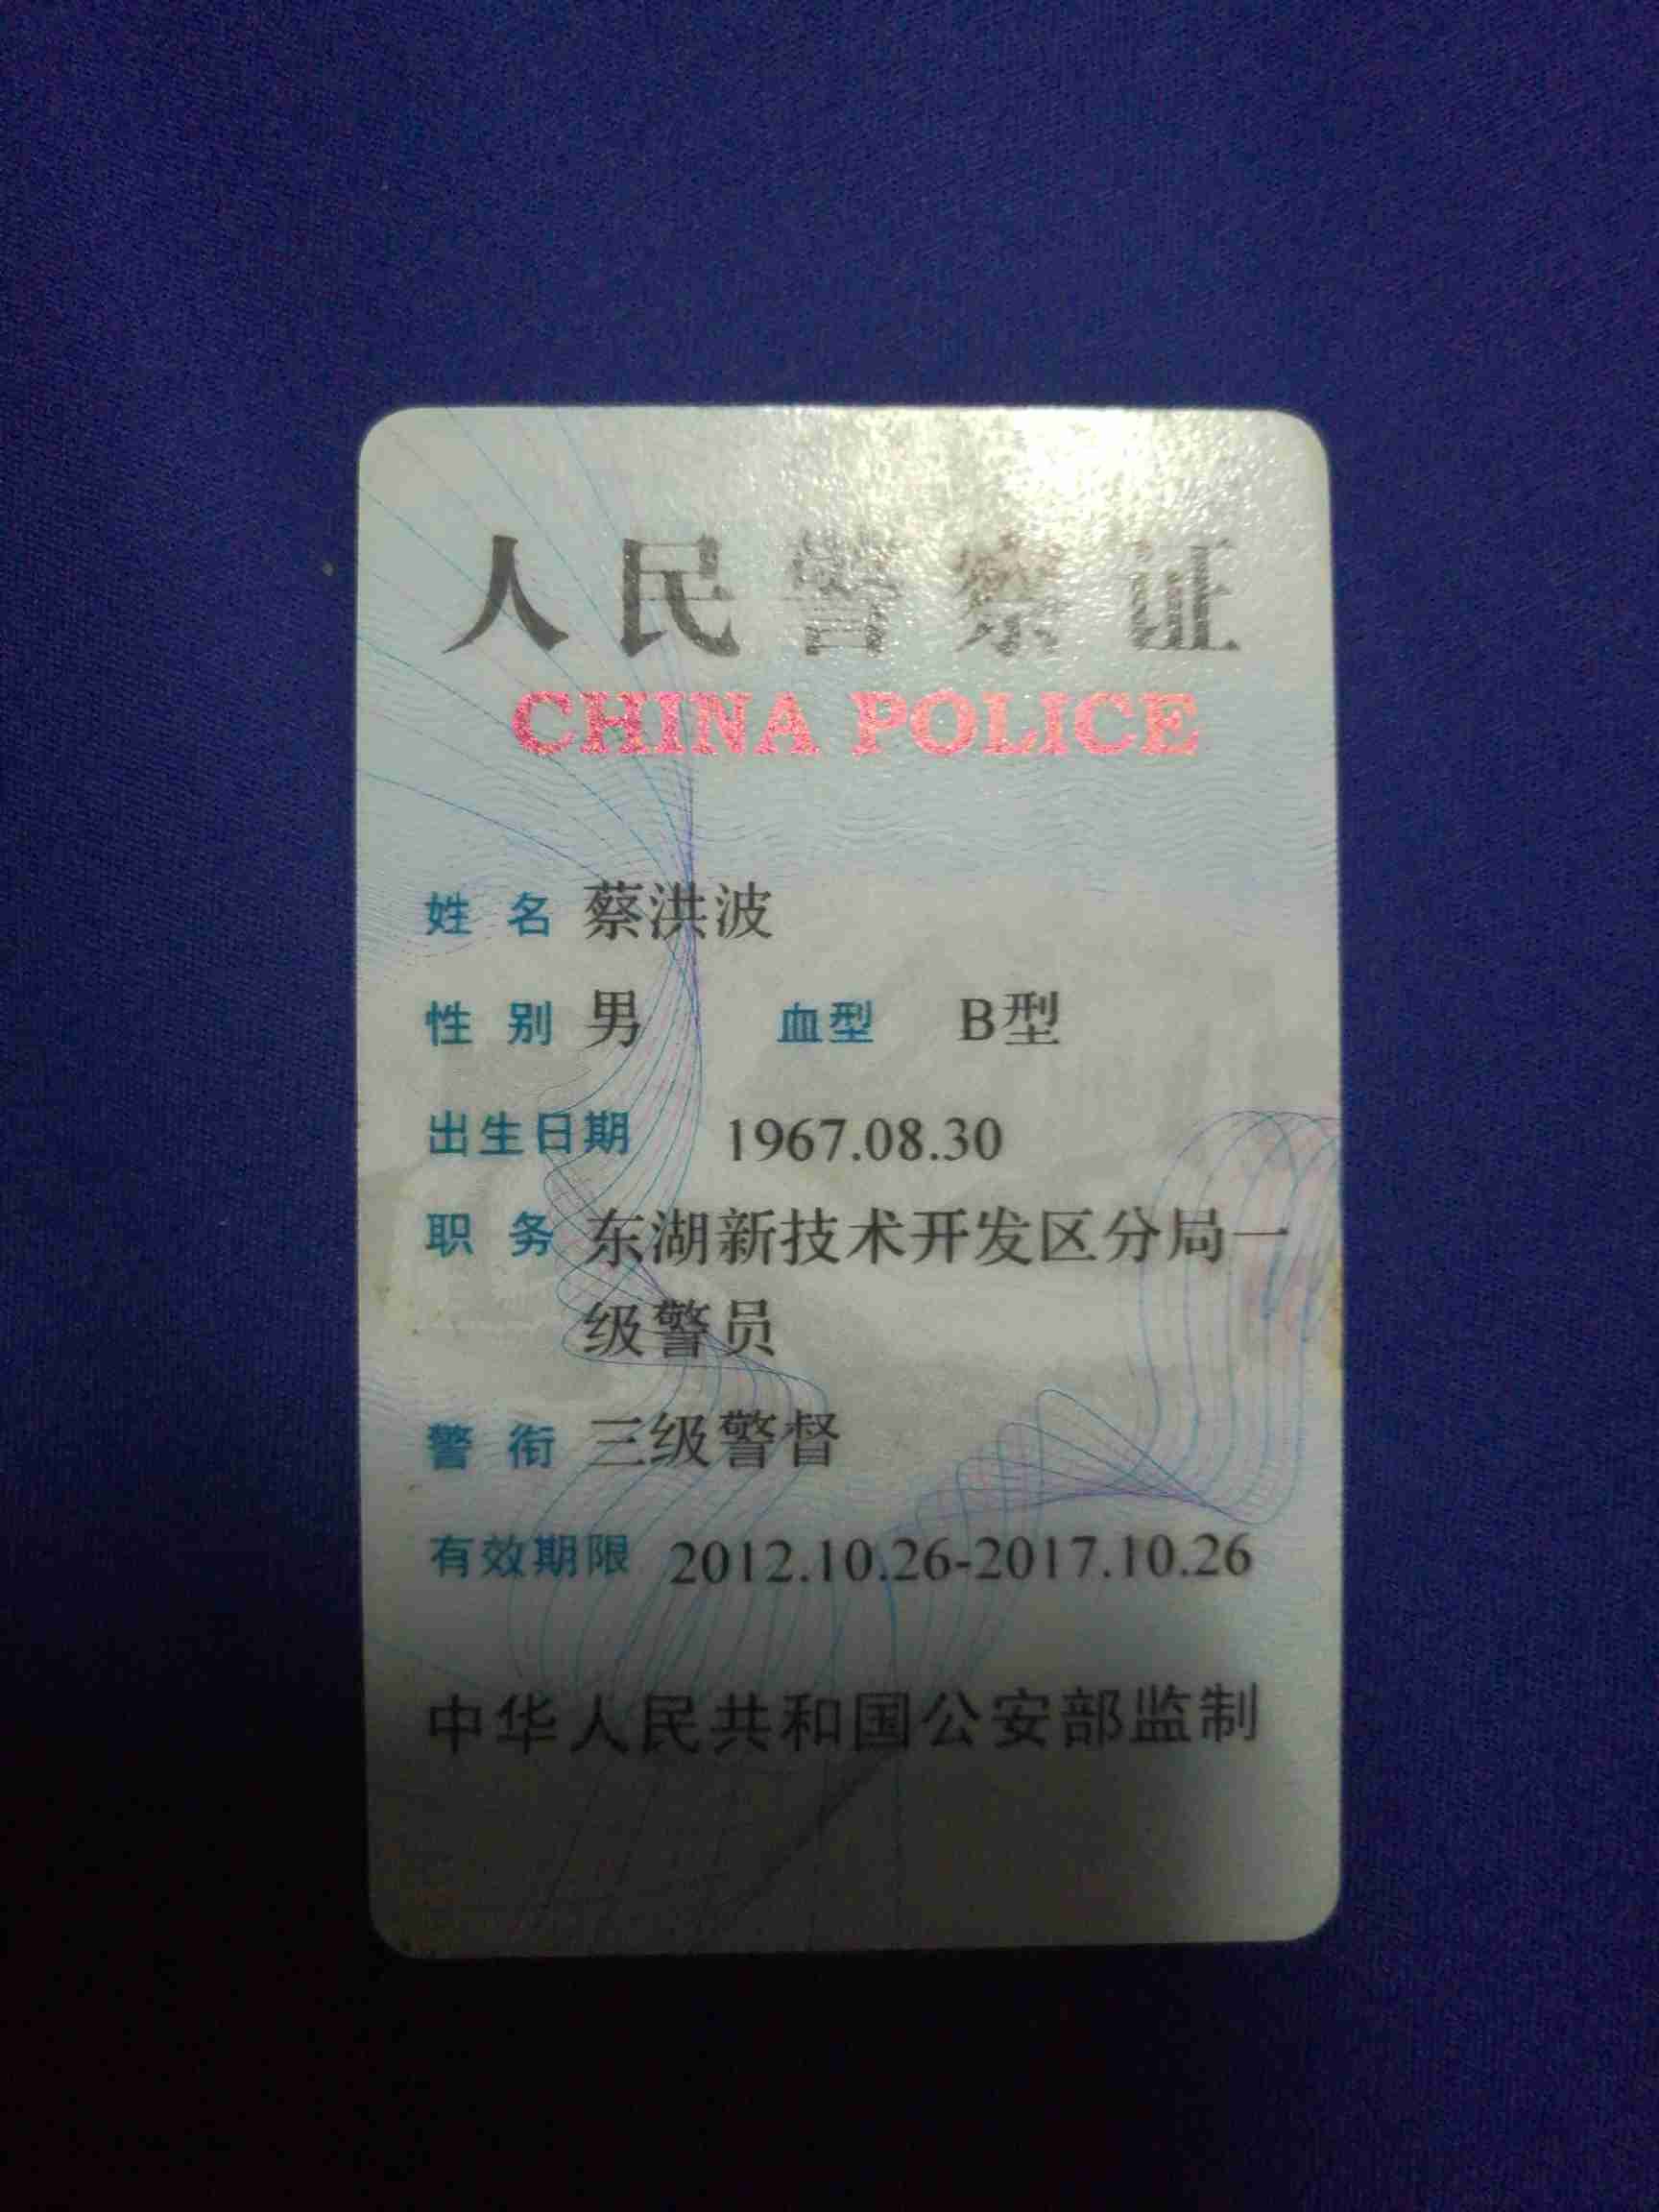 人民警察证
CHINA POLICE
姓 名 蔡洪波
性 别 男 血型 B型
出生日期 1967.08.30
职 务 东湖新技术开发区分局一
级警员
警 衔 三级警督
有效期限 2012.10.26-2017.10.26
中华人民共和国公安部监制